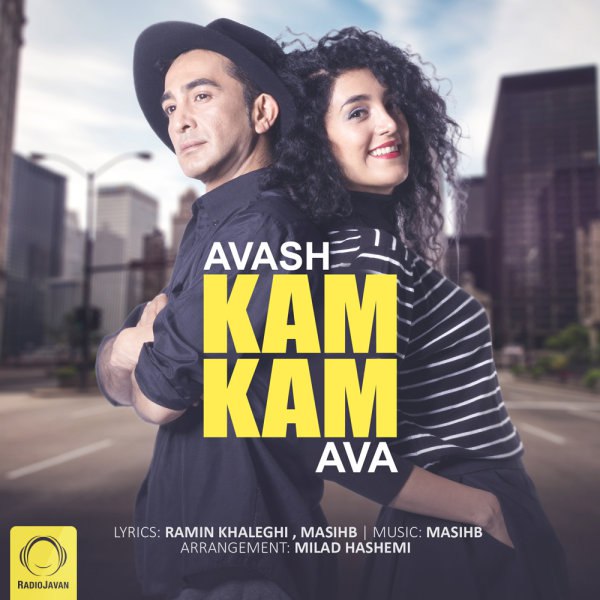 AVASH
KAM
KAM
AVA
LYRICS: RAMIN KHALEGHI , MASIHB | MUSIC: MASIHB
ARRANGEMENT: MILAD HASHEMI
RADIOJAVAN